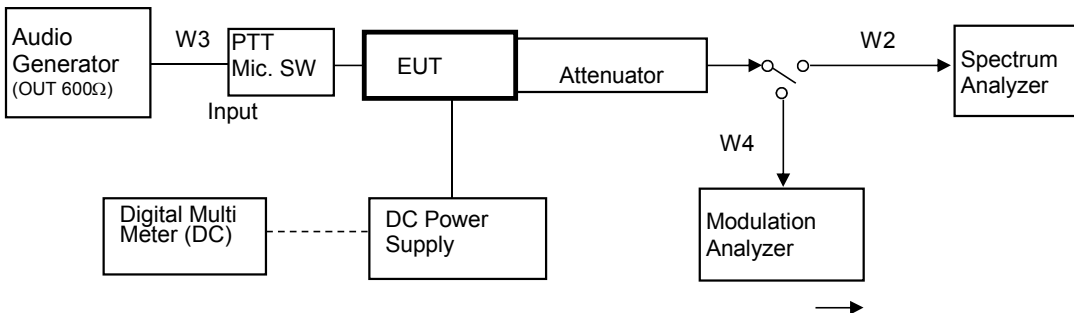 Audio
Generator
(OUT 600Ω)
W3
PTT
Mic. SW
Input
EUT
Attenuator
W2
Spectrum
Analyzer
W4
Digital Multi
Meter (DC)
DC Power
Supply
Modulation
Analyzer